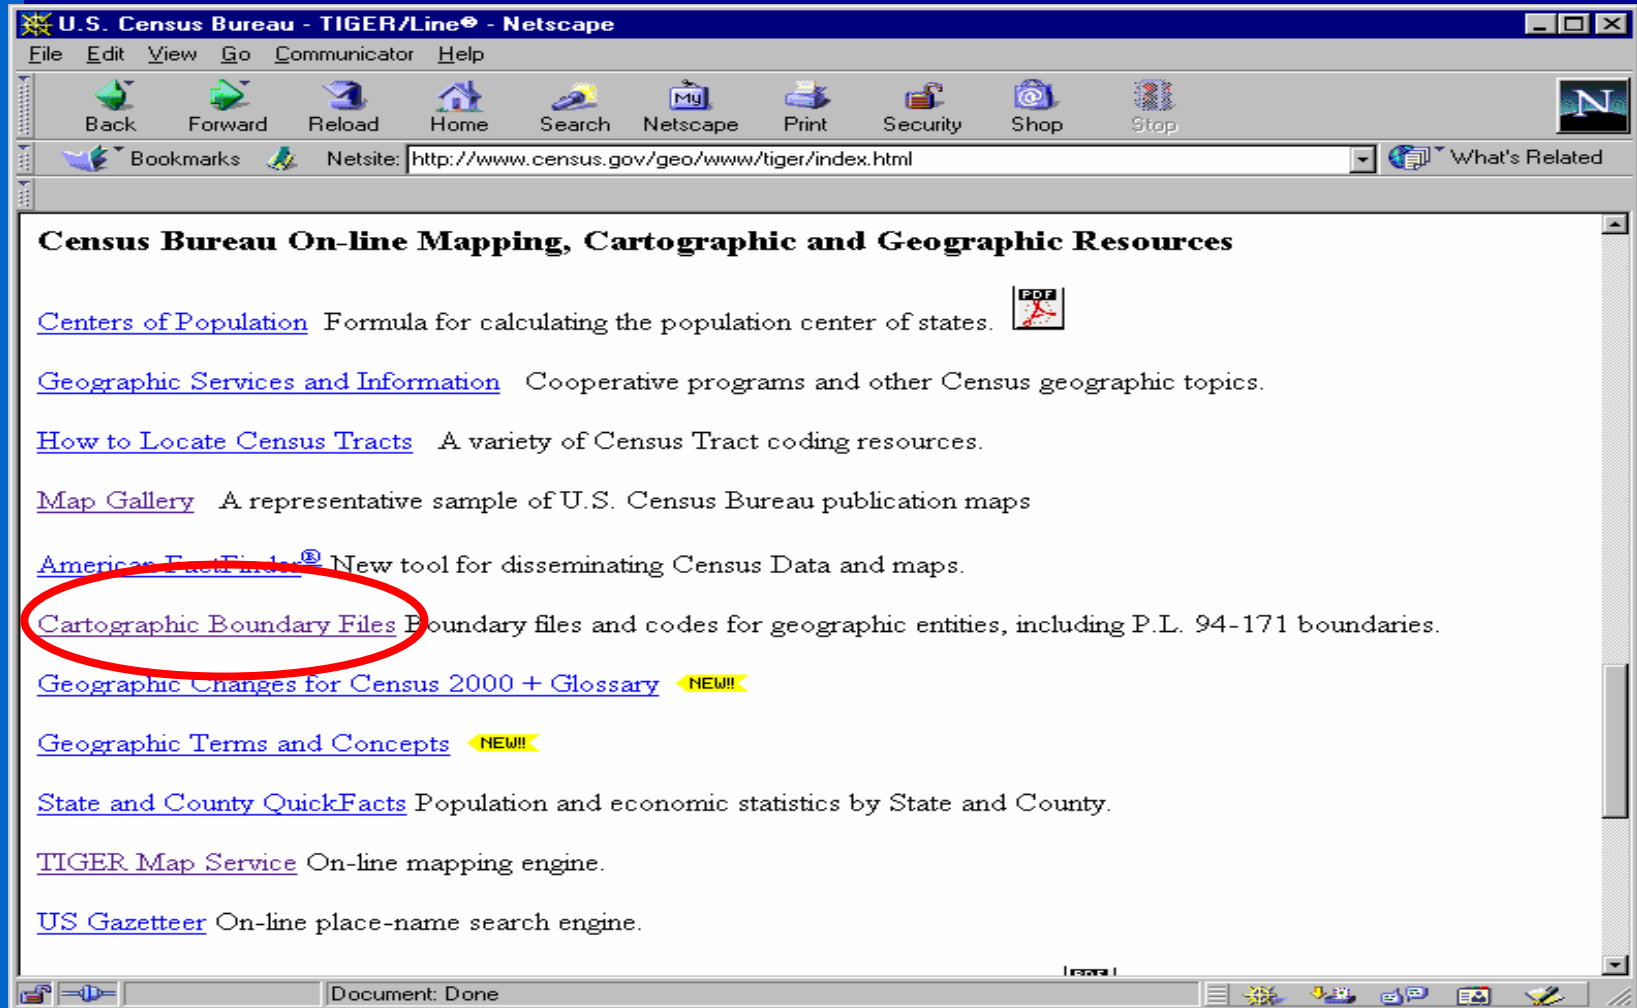 U.S. Census Bureau - TIGER/Line® - Netscape
File Edit View Go Communicator Help
My N
Back Forward Reload Home Search Netscape Print Security Shop Stop
Bookmarks Netsite: http://www.census.gov/geo/www/tiger/index.html What's Related
Census Bureau On-line Mapping, Cartographic and Geographic Resources
PDF
Centers of Population Formula for calculating the population center of states.
Geographic Services and Information Cooperative programs and other Census geographic topics.
How to Locate Census Tracts A variety of Census Tract coding resources.
Map Gallery A representative sample of U.S. Census Bureau publication maps
American FactFinder® New tool for disseminating Census Data and maps.
Cartographic Boundary Files Boundary files and codes for geographic entities, including P.L. 94-171 boundaries.
Geographic Changes for Census 2000 + Glossary NEW!!
Geographic Terms and Concepts NEW!!
State and County QuickFacts Population and economic statistics by State and County.
TIGER Map Service On-line mapping engine.
US Gazetteer On-line place-name search engine.
Document: Done